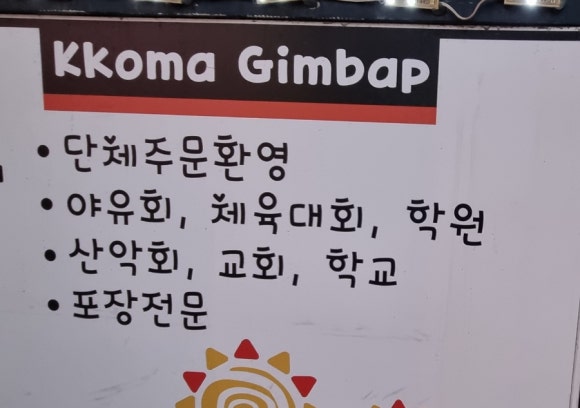 Kkoma Gimbap
• 단체주문환영
• 야유회, 체육대회, 학원
• 산악회, 교회, 학교
• 포장전문